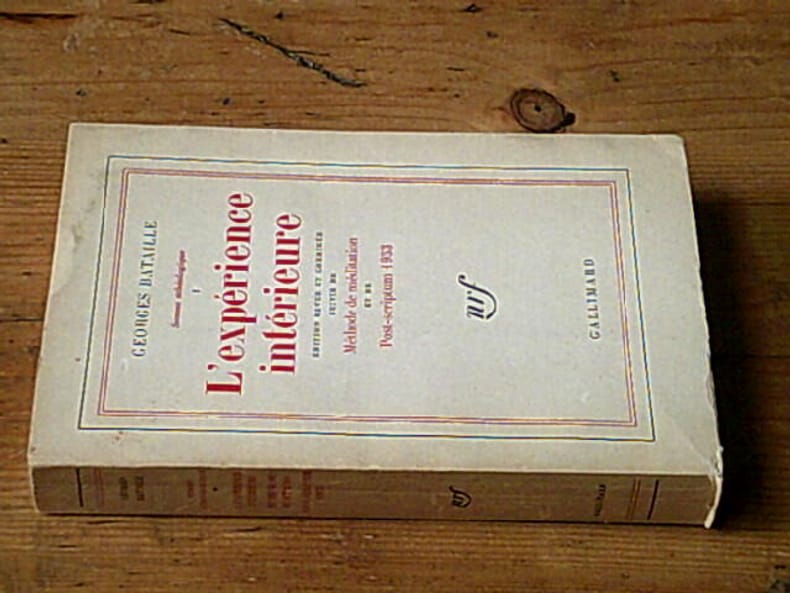 GEORGES BATAILLE
Somme athéologique
I
L'expérience
intérieure
ÉDITION REVUE ET CORRIGÉE
SUIVIE DE
Méthode de méditation
ET DE
Post-scriptum 1953
nrf
GALLIMARD
nrf